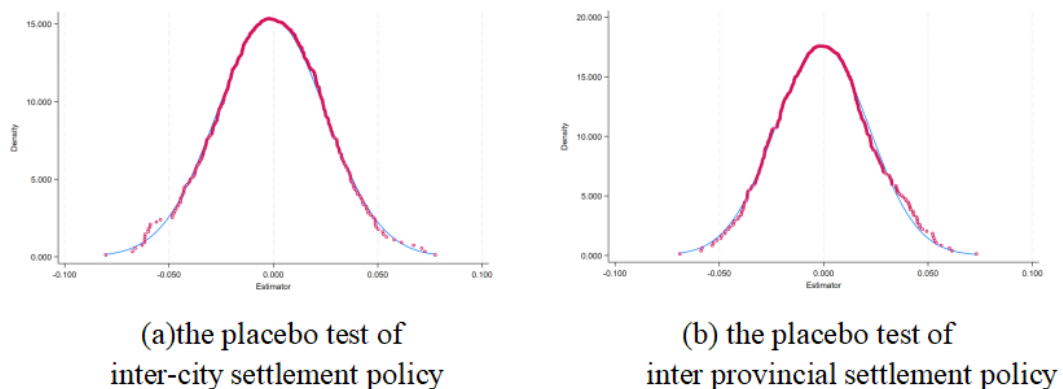 15.000
10.000
5.000
0.000
Density
-0.100
-0.050
0.000
0.050
0.100
Estimator
(a)the placebo test of
inter-city settlement policy
20.000
15.000
10.000
5.000
0.000
Density
-0.100
-0.050
0.000
0.050
0.100
Estimator
(b) the placebo test of
inter provincial settlement policy